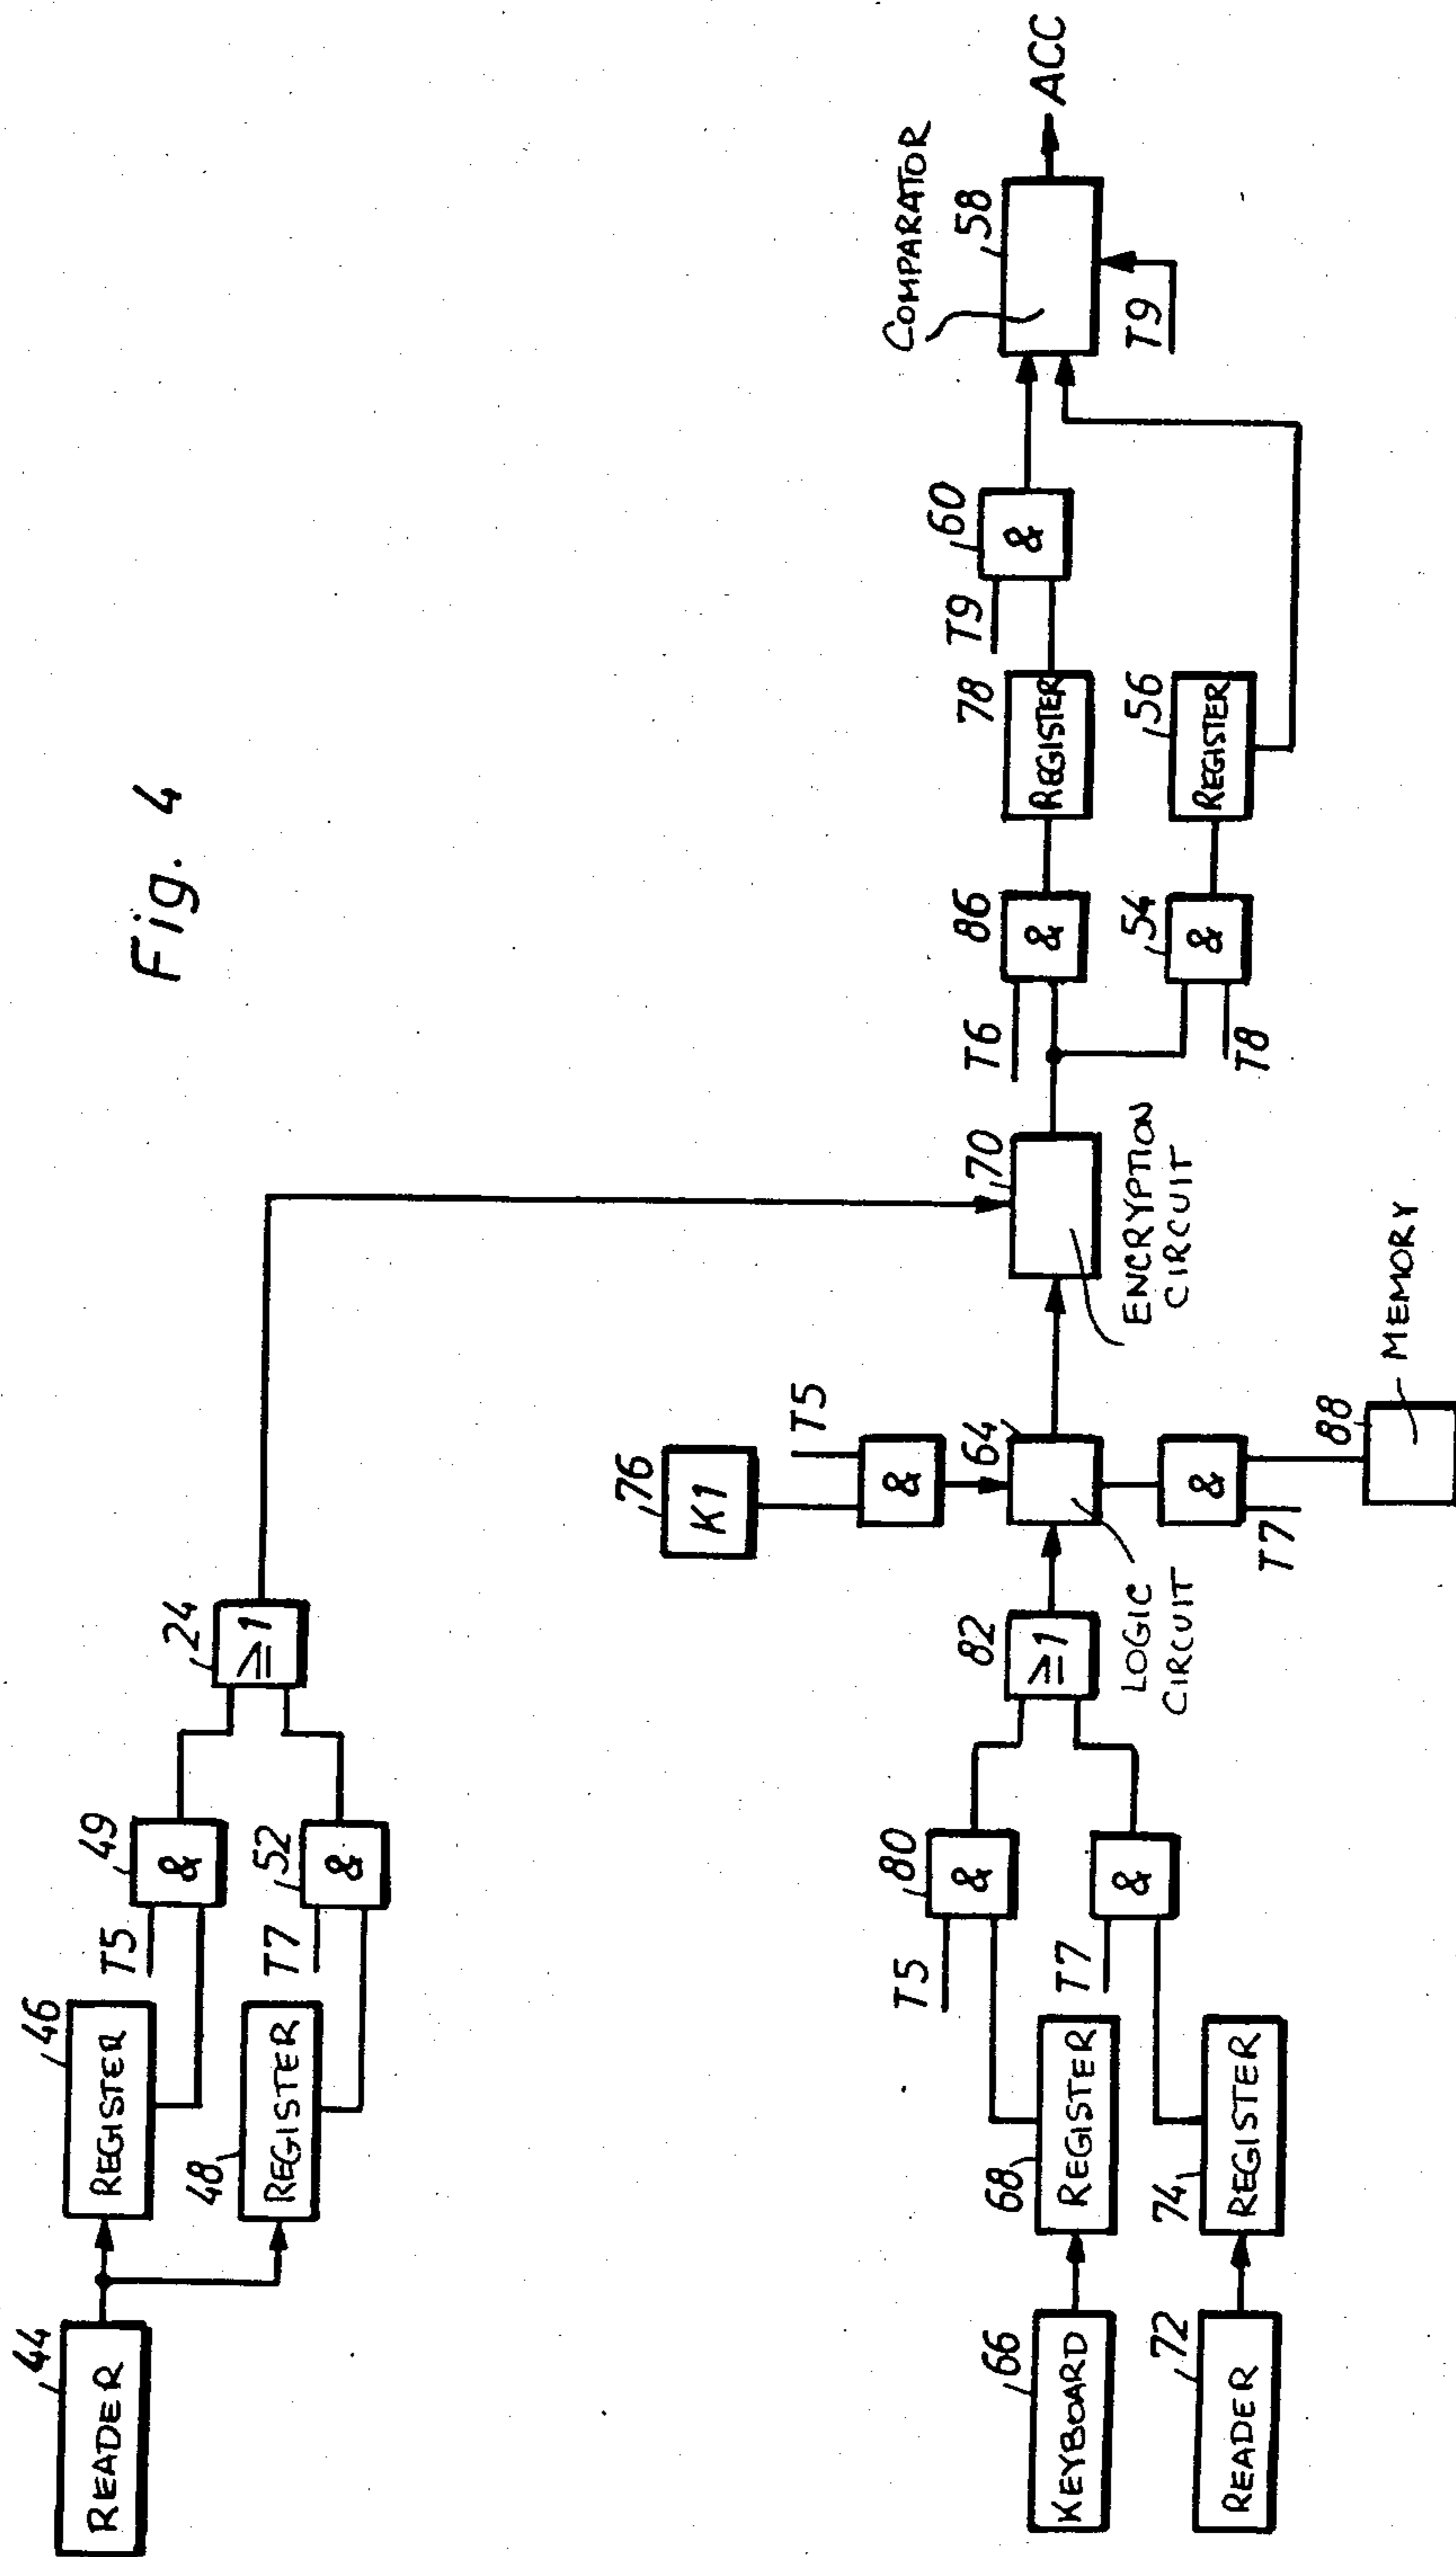 Fig. 4
44
READER
46
REGISTER
48
REGISTER
T5
49
&
T7
52
&
24
≥1
66
KEYBOARD
68
REGISTER
72
READER
74
REGISTER
T5
80
&
T7
&
82
≥1
76
K1
T5
&
64
LOGIC
CIRCUIT
&
T7
88
MEMORY
70
ENCRYPTION
CIRCUIT
T6
86
&
78
REGISTER
T8
54
&
56
REGISTER
T9
60
&
COMPARATOR
58
T9
ACC